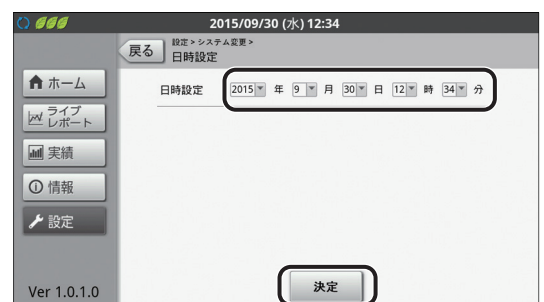 2015/09/30 (水) 12:34
戻る
設定 > システム変更 >
日時設定
ホーム
ライブ
レポート
実績
情報
設定
日時設定 2015 年 9 月 30 日 12 時 34 分
決定
Ver 1.0.1.0